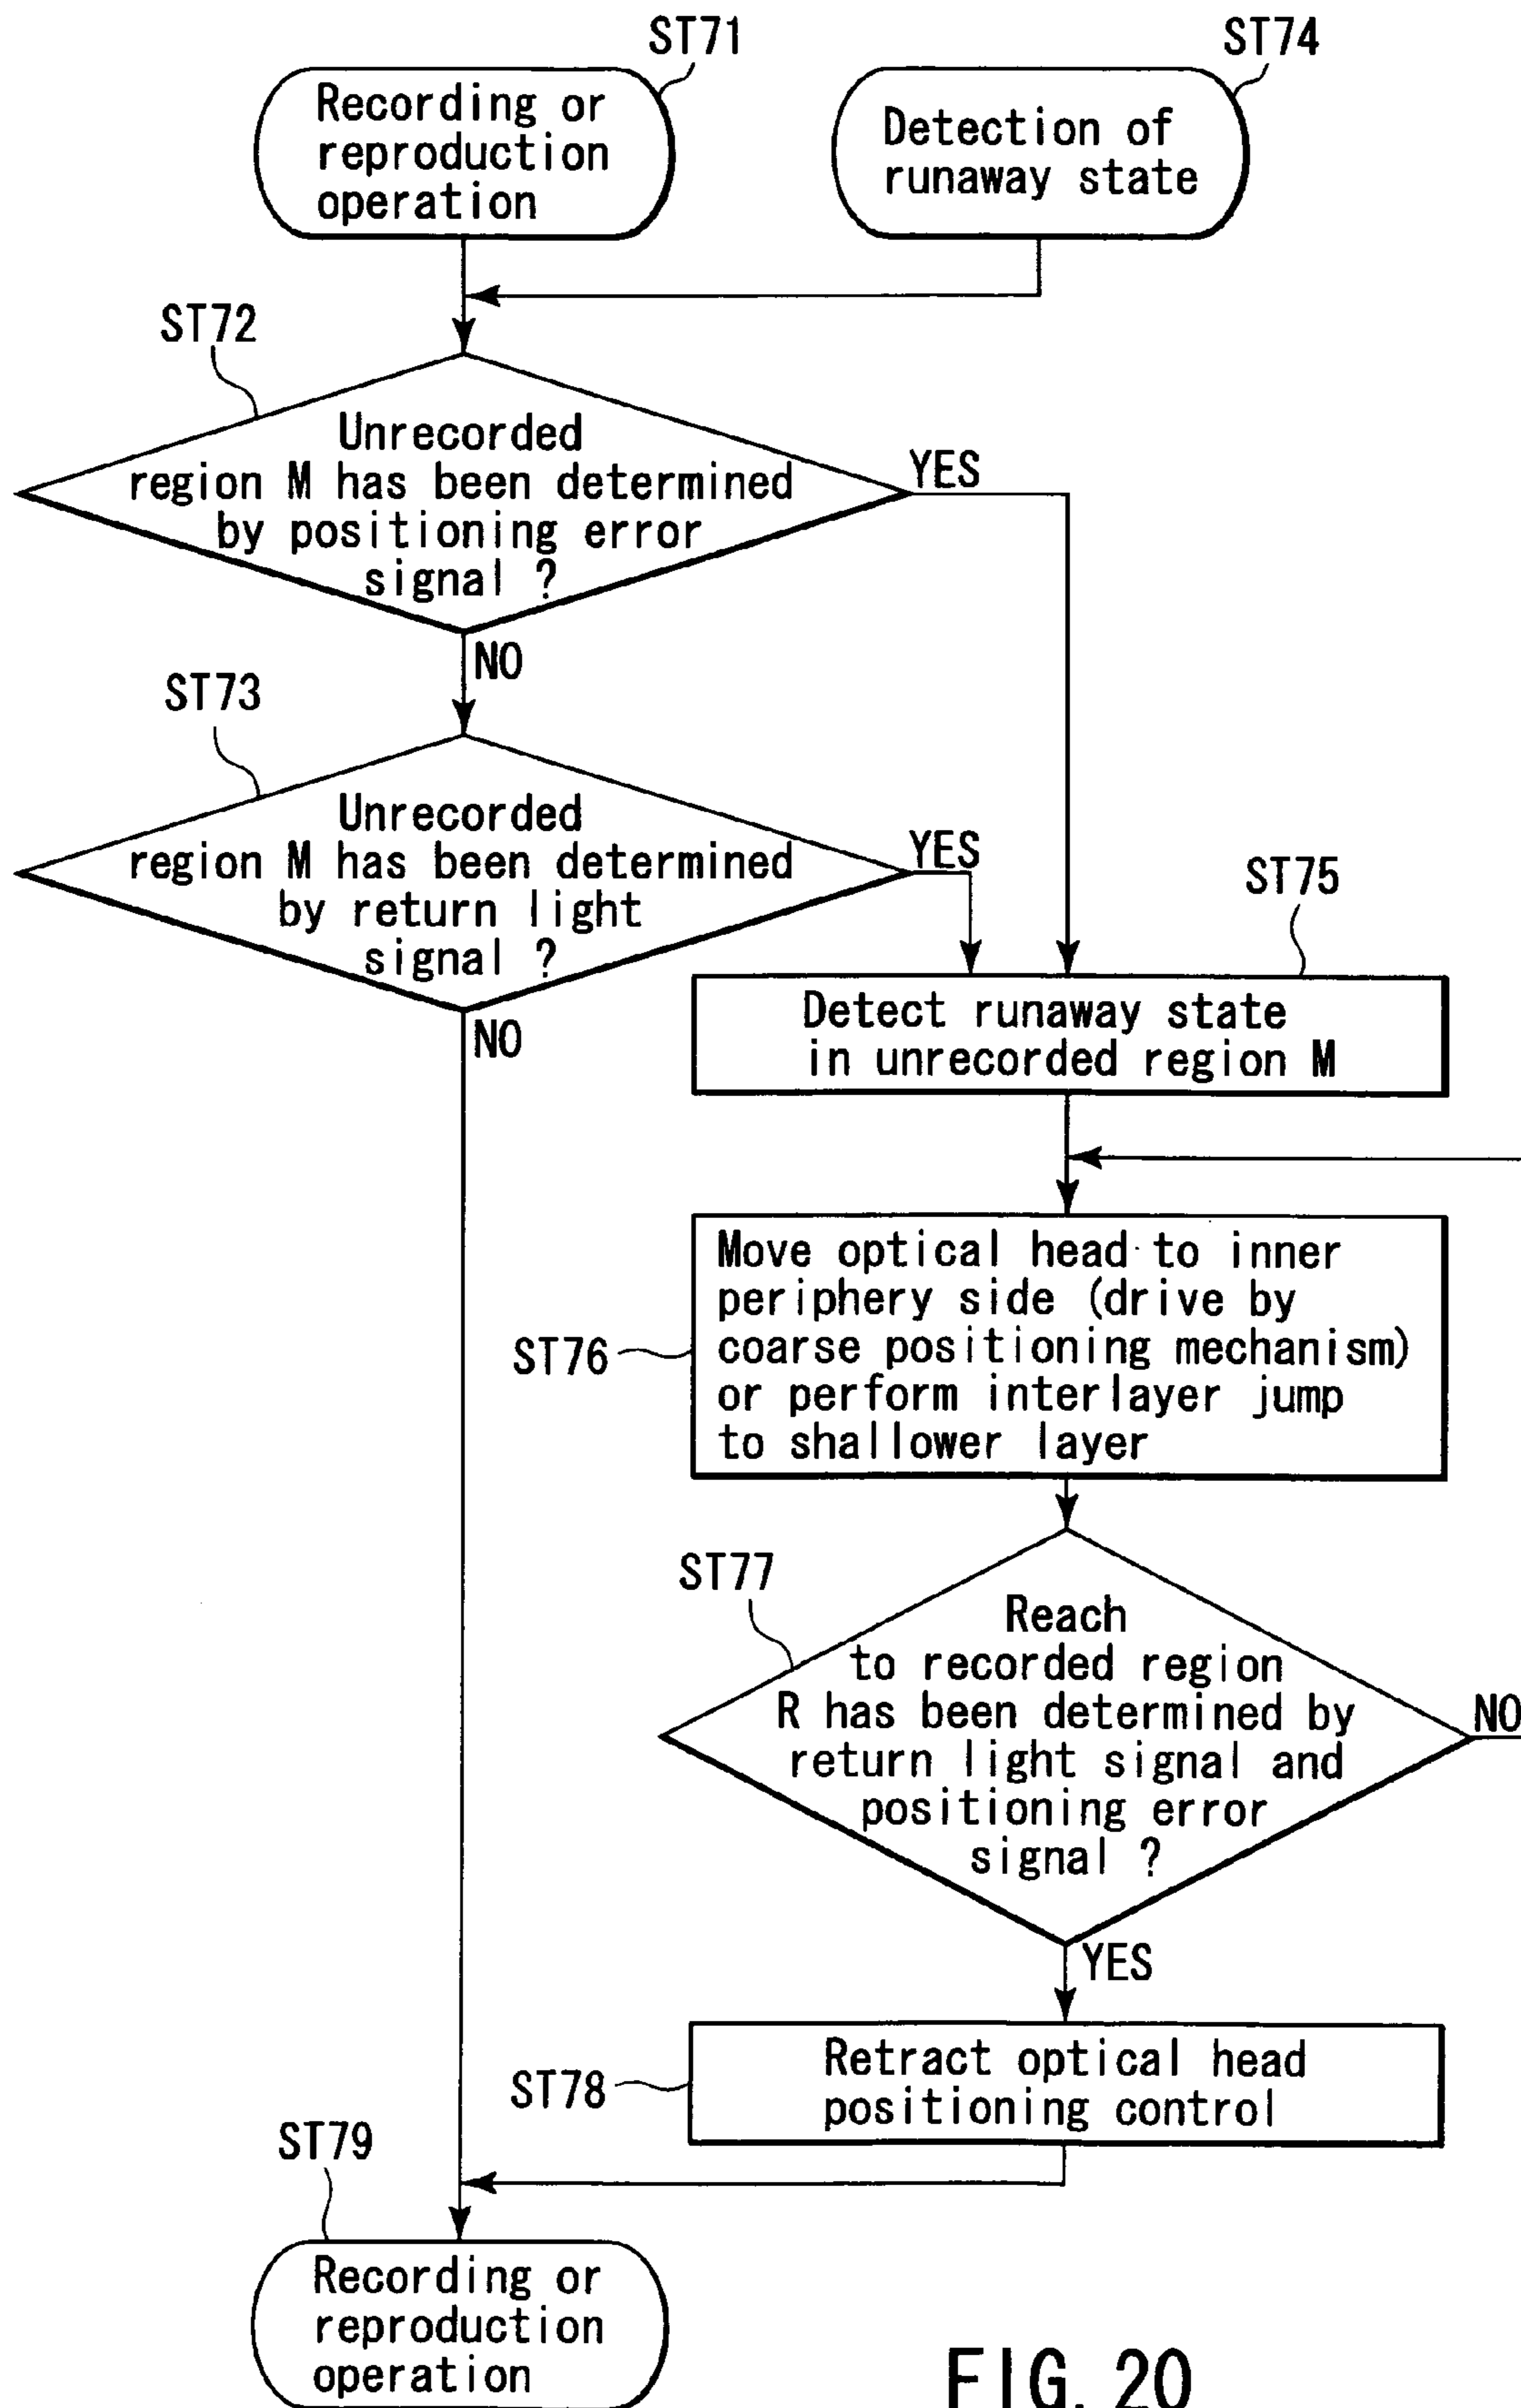 ST71
Recording or
reproduction
operation
ST74
Detection of
runaway state
ST72
Unrecorded
region M has been determined
by positioning error
signal ?
YES
NO
ST73
Unrecorded
region M has been determined
by return light
signal ?
YES
NO
ST75
Detect runaway state
in unrecorded region M
ST76
Move optical head to inner
periphery side (drive by
coarse positioning mechanism)
or perform interlayer jump
to shallower layer
ST77
Reach
to recorded region
R has been determined by
return light signal and
positioning error
signal ?
NO
YES
ST78
Retract optical head
positioning control
ST79
Recording or
reproduction
operation
FIG. 20